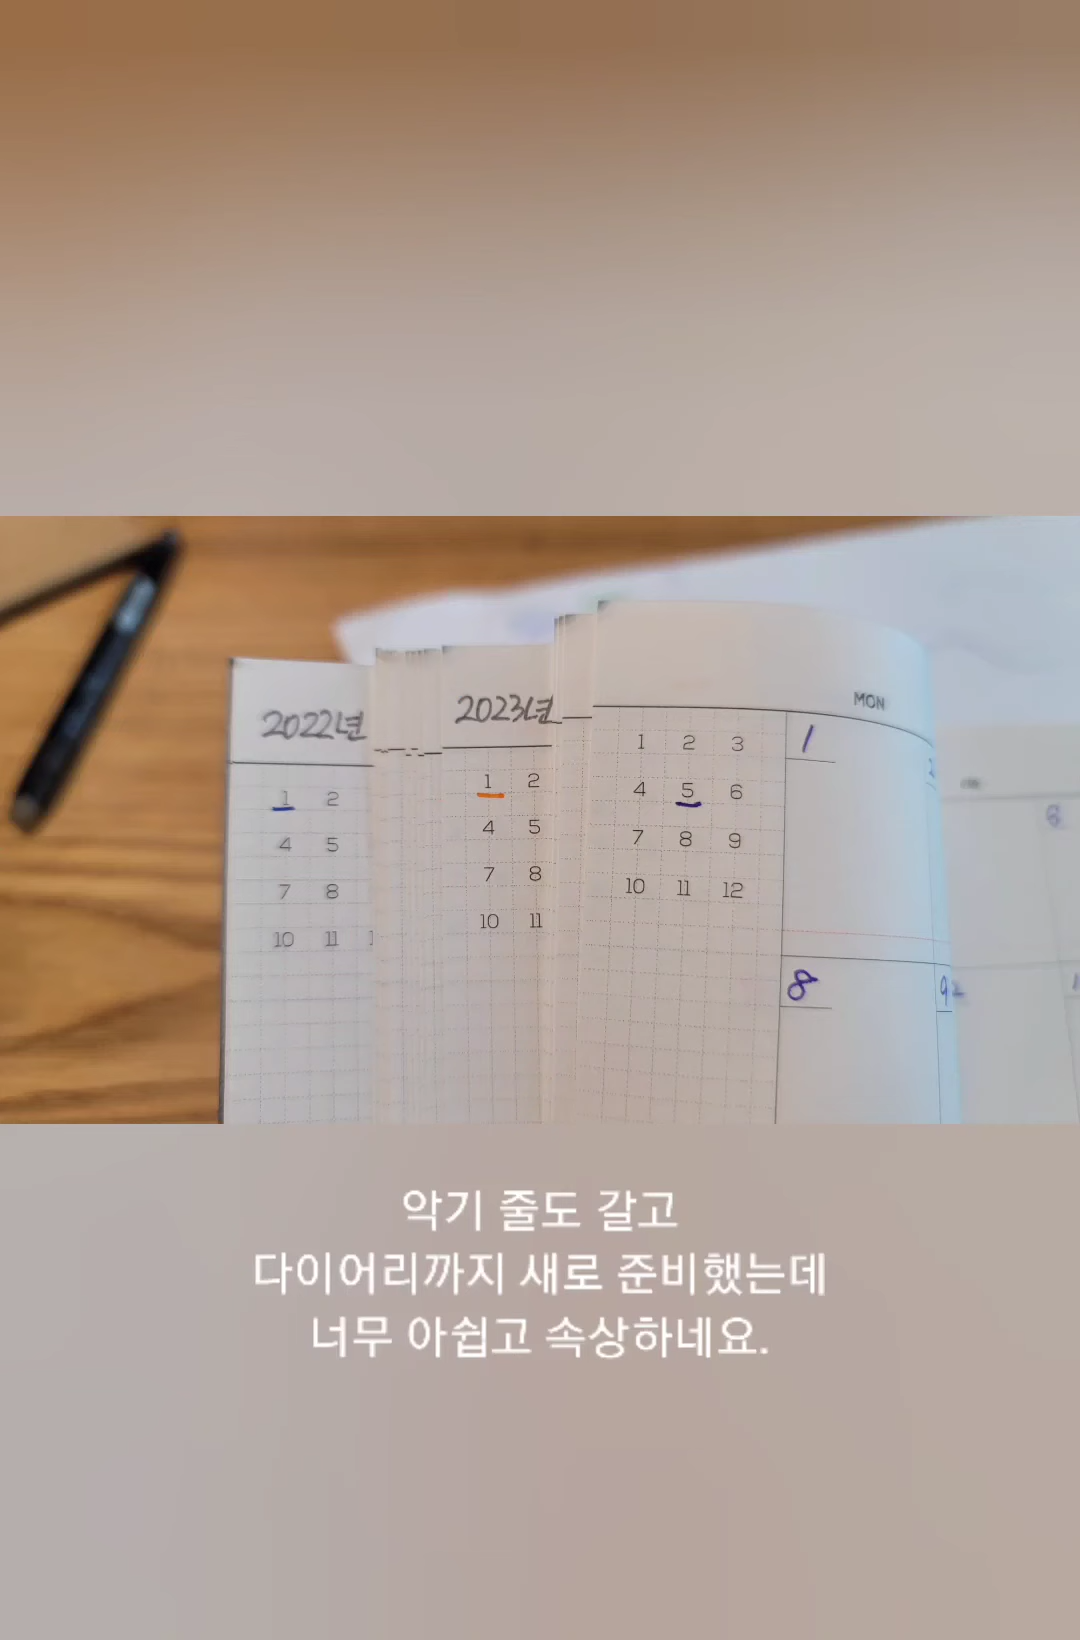 2022년
1 2
4 5
7 8
10 11 1
2023년
1 2
4 5
7 8
10 11
MON
1 2 3
4 5 6
7 8 9
10 11 12
1 2
8 9
악기 줄도 갈고
다이어리까지 새로 준비했는데
너무 아쉽고 속상하네요.